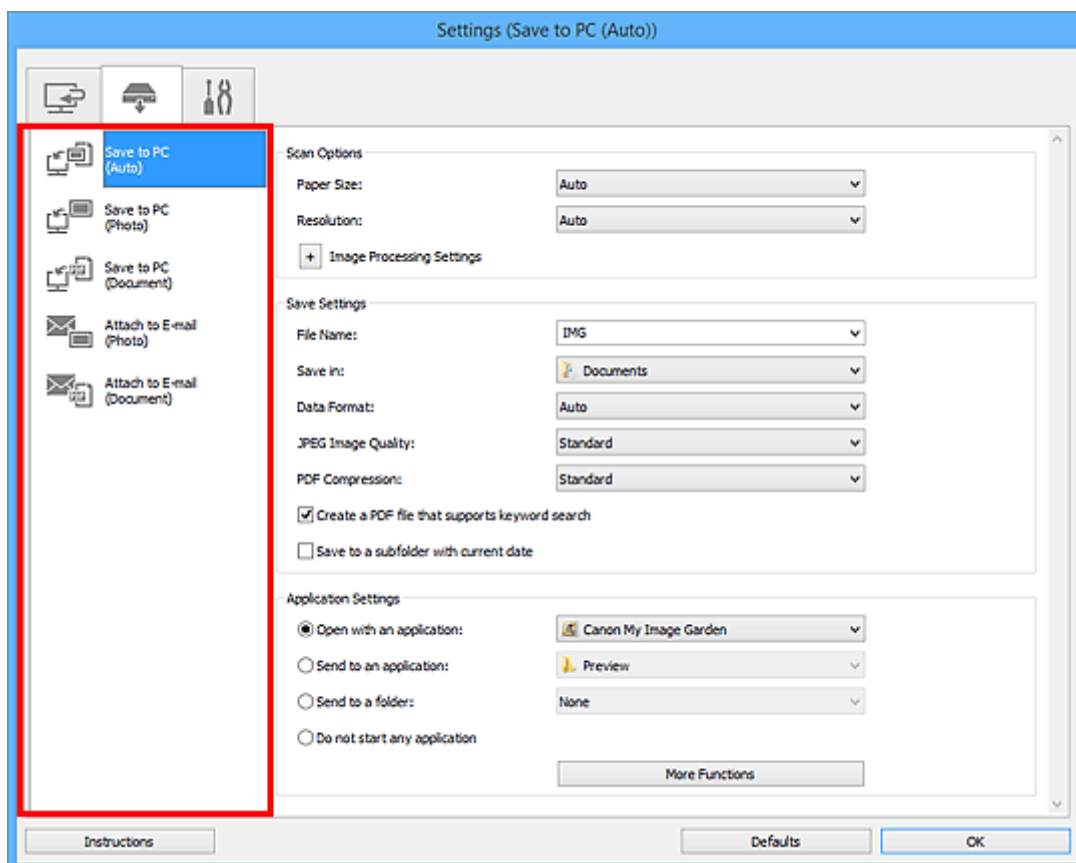 Settings (Save to PC (Auto))
Save to PC
(Auto)
Save to PC
(Photo)
Save to PC
(Document)
Attach to E-mail
(Photo)
Attach to E-mail
(Document)
Scan Options
Paper Size: Auto
Resolution: Auto
+ Image Processing Settings
Save Settings
File Name: IMG
Save in: Documents
Data Format: Auto
JPEG Image Quality: Standard
PDF Compression: Standard
Create a PDF file that supports keyword search
Save to a subfolder with current date
Application Settings
Open with an application: Canon My Image Garden
Send to an application: Preview
Send to a folder: None
Do not start any application
More Functions
Instructions Defaults OK